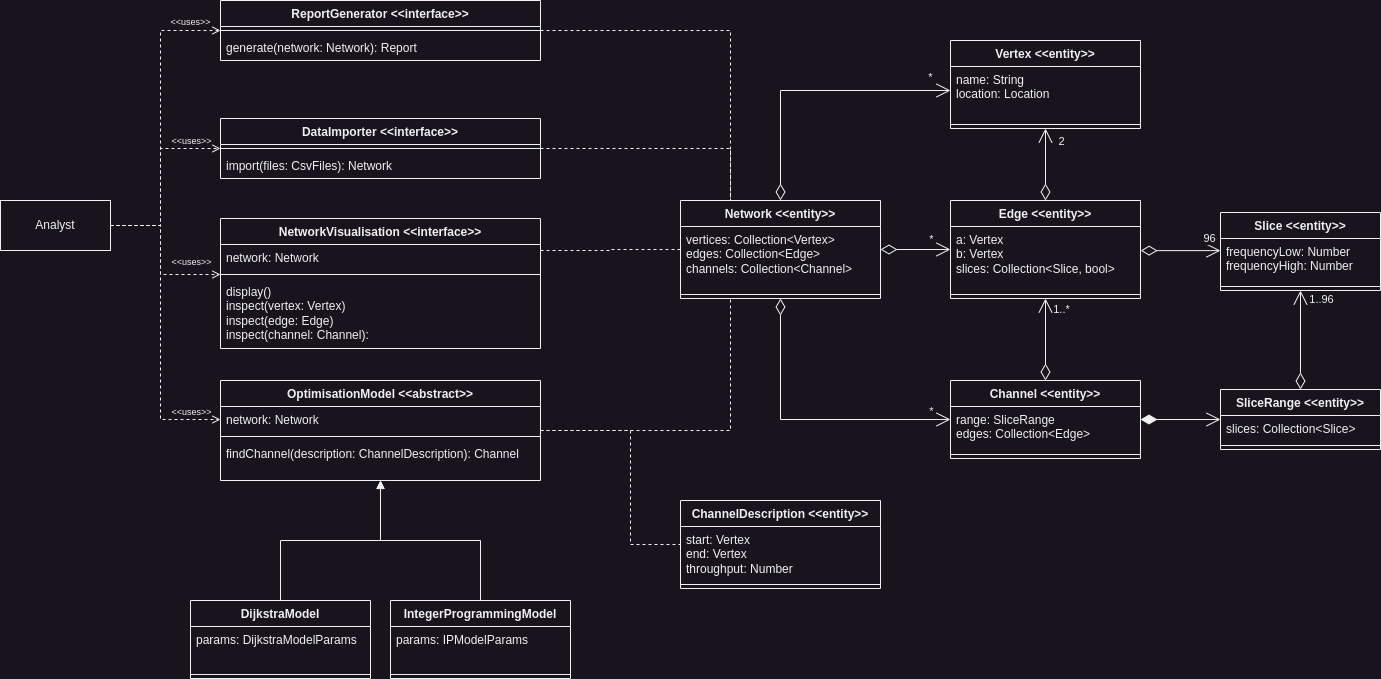 ReportGenerator <<interface>>
<<uses>>
generate(network: Network): Report
Vertex <<entity>>
*
name: String
location: Location
DataImporter <<interface>>
<<uses>>
import(files: CsvFiles): Network
2
Analyst
NetworkVisualisation <<interface>>
<<uses>>
network: Network
display()
inspect(vertex: Vertex)
inspect(edge: Edge)
inspect(channel: Channel):
Network <<entity>>
vertices: Collection<Vertex>
edges: Collection<Edge>
channels: Collection<Channel>
*
Edge <<entity>>
a: Vertex
b: Vertex
slices: Collection<Slice, bool>
96
Slice <<entity>>
frequencyLow: Number
frequencyHigh: Number
1..*
1..96
OptimisationModel <<abstract>>
<<uses>>
network: Network
findChannel(description: ChannelDescription): Channel
*
Channel <<entity>>
range: SliceRange
edges: Collection<Edge>
SliceRange <<entity>>
slices: Collection<Slice>
ChannelDescription <<entity>>
start: Vertex
end: Vertex
throughput: Number
DijkstraModel
params: DijkstraModelParams
IntegerProgrammingModel
params: IPModelParams